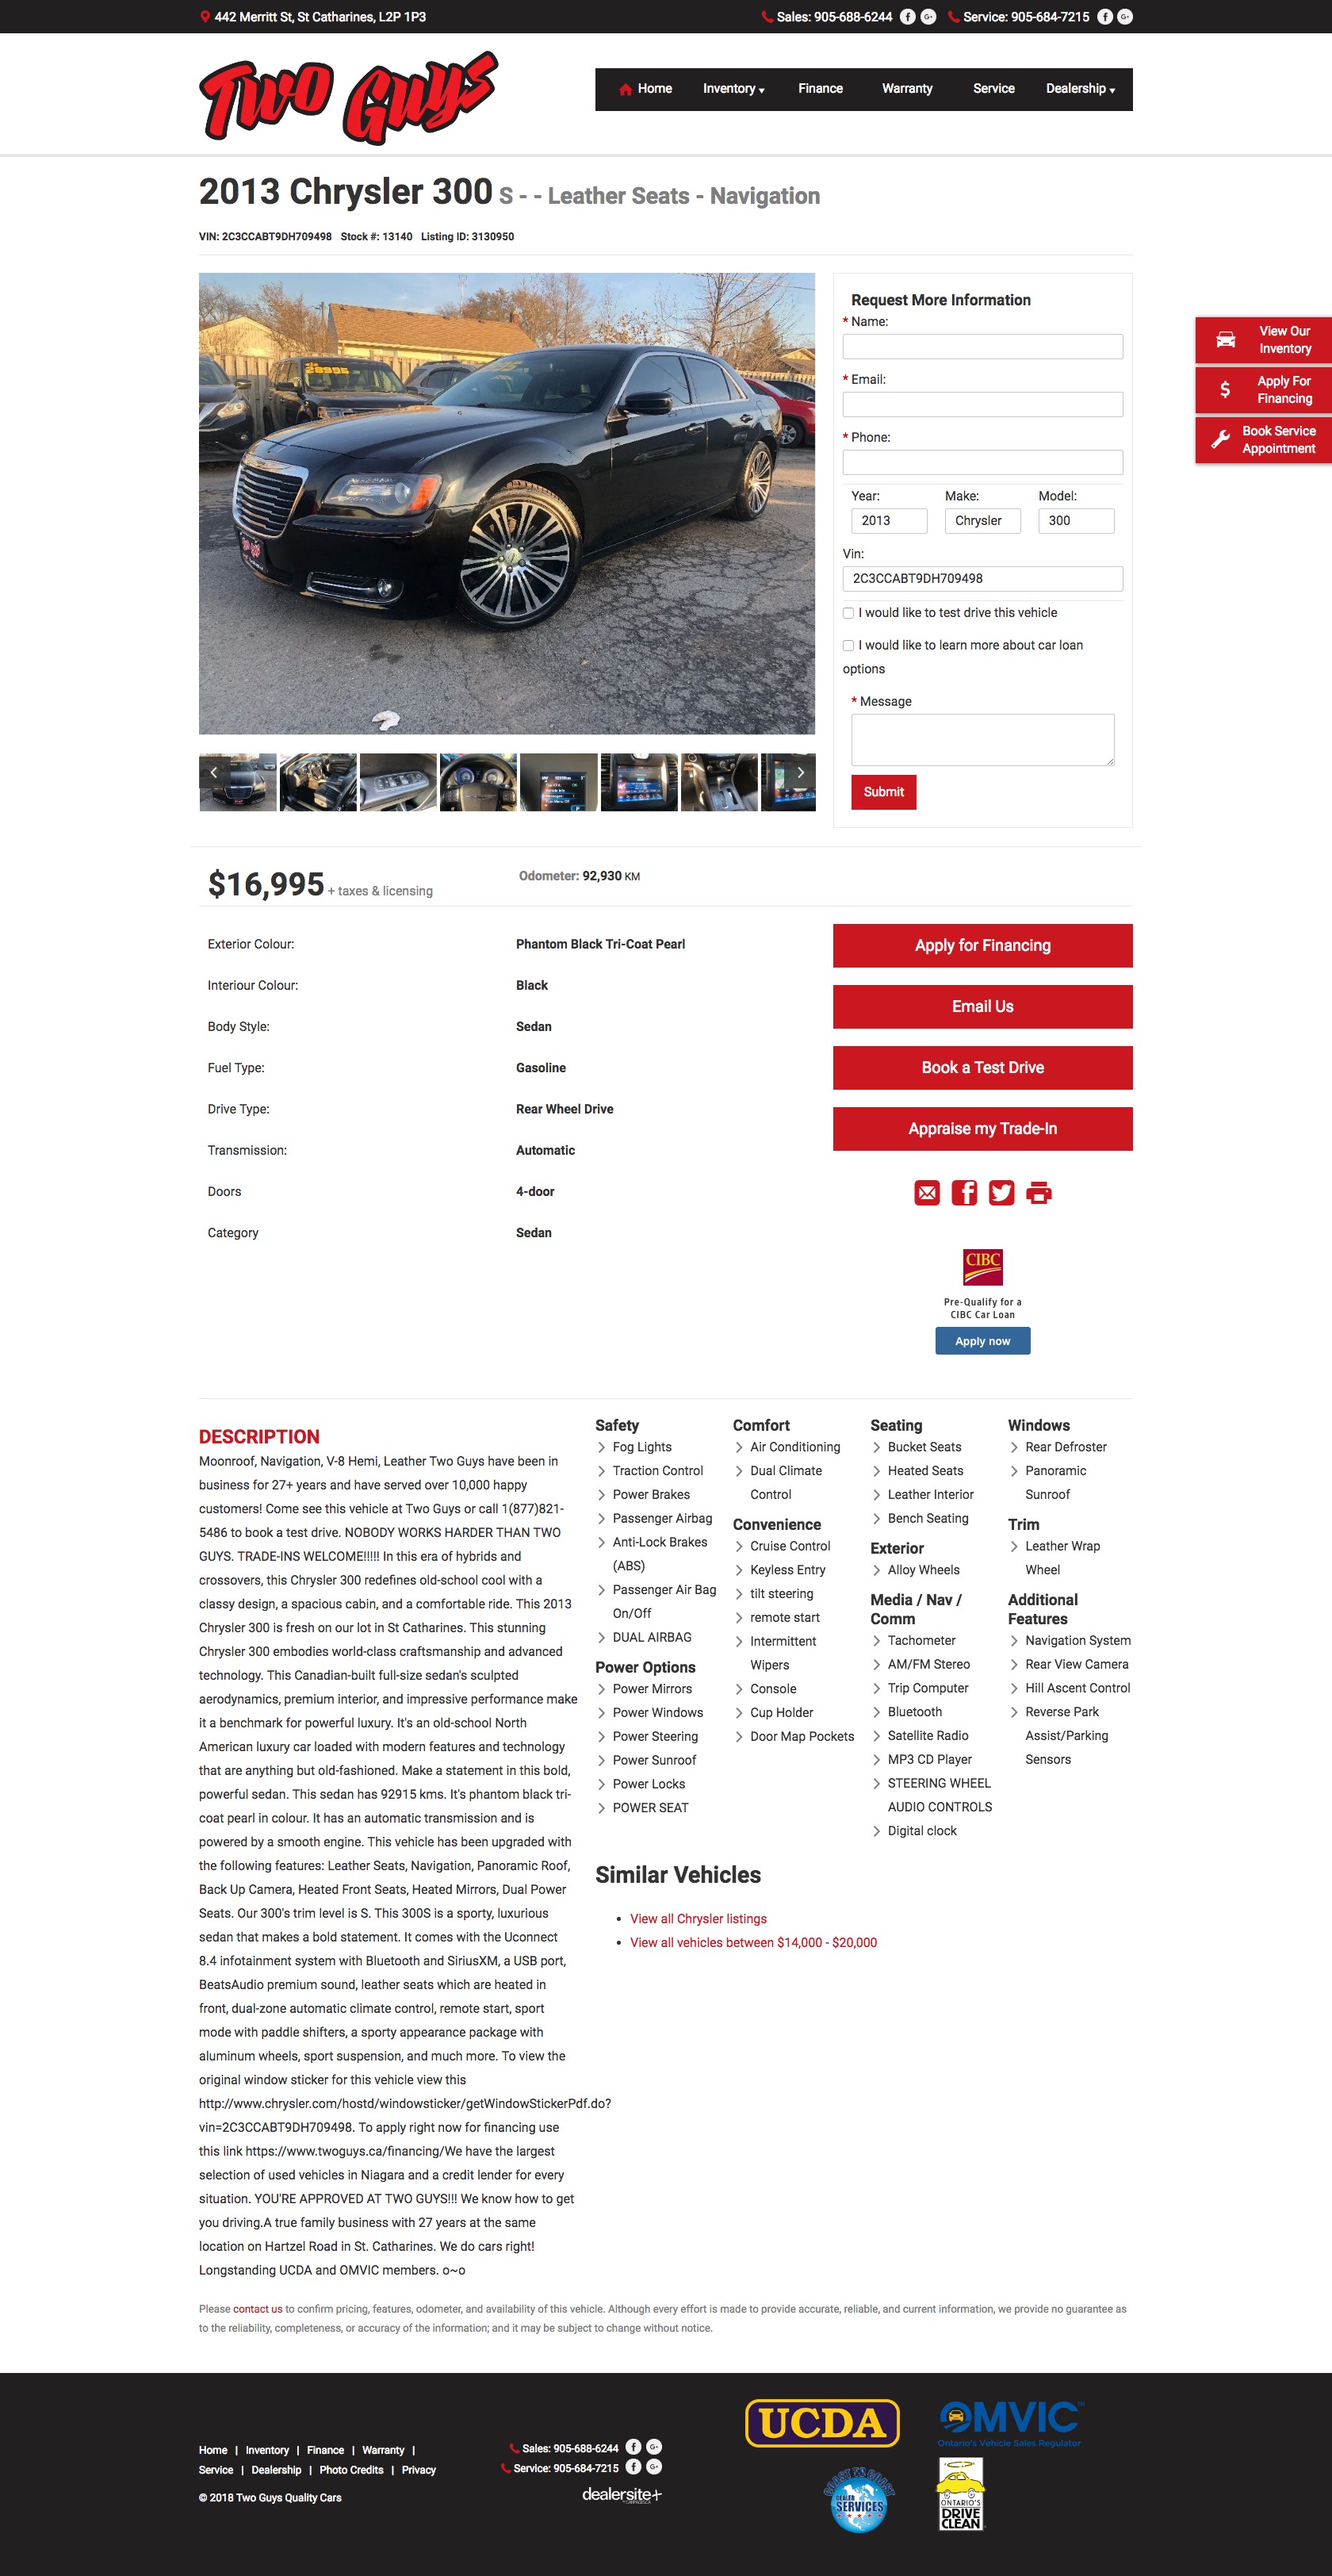 442 Merritt St, St Catharines, L2P 1P3
Sales: 905-688-6244 Service: 905-684-7215
Two Guys
Home Inventory Finance Warranty Service Dealership
2013 Chrysler 300 S - - Leather Seats - Navigation
VIN: 2C3CCABT9DH709498 Stock #: 13140 Listing ID: 3130950
28995
Request More Information
* Name:
* Email:
* Phone:
Year: Make: Model:
2013 Chrysler 300
Vin:
2C3CCABT9DH709498
I would like to test drive this vehicle
I would like to learn more about car loan
options
* Message
Submit
View Our
Inventory
Apply For
Financing
Book Service
Appointment
$16,995 + taxes & licensing
Odometer: 92,930 KM
Exterior Colour: Phantom Black Tri-Coat Pearl
Interiour Colour: Black
Body Style: Sedan
Fuel Type: Gasoline
Drive Type: Rear Wheel Drive
Transmission: Automatic
Doors 4-door
Category Sedan
Apply for Financing
Email Us
Book a Test Drive
Appraise my Trade-In
CIBC
Pre-Qualify for a
CIBC Car Loan
Apply now
DESCRIPTION
Moonroof, Navigation, V-8 Hemi, Leather Two Guys have been in
business for 27+ years and have served over 10,000 happy
customers! Come see this vehicle at Two Guys or call 1(877)821-
5486 to book a test drive. NOBODY WORKS HARDER THAN TWO
GUYS. TRADE-INS WELCOME!!!!! In this era of hybrids and
crossovers, this Chrysler 300 redefines old-school cool with a
classy design, a spacious cabin, and a comfortable ride. This 2013
Chrysler 300 is fresh on our lot in St Catharines. This stunning
Chrysler 300 embodies world-class craftsmanship and advanced
technology. This Canadian-built full-size sedan's sculpted
aerodynamics, premium interior, and impressive performance make
it a benchmark for powerful luxury. It's an old-school North
American luxury car loaded with modern features and technology
that are anything but old-fashioned. Make a statement in this bold,
powerful sedan. This sedan has 92915 kms. It's phantom black tri-
coat pearl in colour. It has an automatic transmission and is
powered by a smooth engine. This vehicle has been upgraded with
the following features: Leather Seats, Navigation, Panoramic Roof,
Back Up Camera, Heated Front Seats, Heated Mirrors, Dual Power
Seats. Our 300's trim level is S. This 300S is a sporty, luxurious
sedan that makes a bold statement. It comes with the Uconnect
8.4 infotainment system with Bluetooth and SiriusXM, a USB port,
BeatsAudio premium sound, leather seats which are heated in
front, dual-zone automatic climate control, remote start, sport
mode with paddle shifters, a sporty appearance package with
aluminum wheels, sport suspension, and much more. To view the
original window sticker for this vehicle view this
http://www.chrysler.com/hostd/windowsticker/getWindowStickerPdf.do?
vin=2C3CCABT9DH709498. To apply right now for financing use
this link https://www.twoguys.ca/financing/We have the largest
selection of used vehicles in Niagara and a credit lender for every
situation. YOU'RE APPROVED AT TWO GUYS!!! We know how to get
you driving.A true family business with 27 years at the same
location on Hartzel Road in St. Catharines. We do cars right!
Longstanding UCDA and OMVIC members. o~o
Safety
Fog Lights
Traction Control
Power Brakes
Passenger Airbag
Anti-Lock Brakes
(ABS)
Passenger Air Bag
On/Off
DUAL AIRBAG
Power Options
Power Mirrors
Power Windows
Power Steering
Power Sunroof
Power Locks
POWER SEAT
Comfort
Air Conditioning
Dual Climate
Control
Convenience
Cruise Control
Keyless Entry
tilt steering
remote start
Intermittent
Wipers
Console
Cup Holder
Door Map Pockets
Seating
Bucket Seats
Heated Seats
Leather Interior
Bench Seating
Exterior
Alloy Wheels
Media / Nav /
Comm
Tachometer
AM/FM Stereo
Trip Computer
Bluetooth
Satellite Radio
MP3 CD Player
STEERING WHEEL
AUDIO CONTROLS
Digital clock
Windows
Rear Defroster
Panoramic
Sunroof
Trim
Leather Wrap
Wheel
Additional
Features
Navigation System
Rear View Camera
Hill Ascent Control
Reverse Park
Assist/Parking
Sensors
Similar Vehicles
View all Chrysler listings
View all vehicles between $14,000 - $20,000
Please contact us to confirm pricing, features, odometer, and availability of this vehicle. Although every effort is made to provide accurate, reliable, and current information, we provide no guarantee as
to the reliability, completeness, or accuracy of the information; and it may be subject to change without notice.
Home | Inventory | Finance | Warranty |
Service | Dealership | Photo Credits | Privacy
© 2018 Two Guys Quality Cars
Sales: 905-688-6244
Service: 905-684-7215
dealersite+
UCDA
OMVIC
Ontario's Vehicle Sales Regulator
COAST TO COAST
DEALER
SERVICES
ONTARIO'S
DRIVE
CLEAN